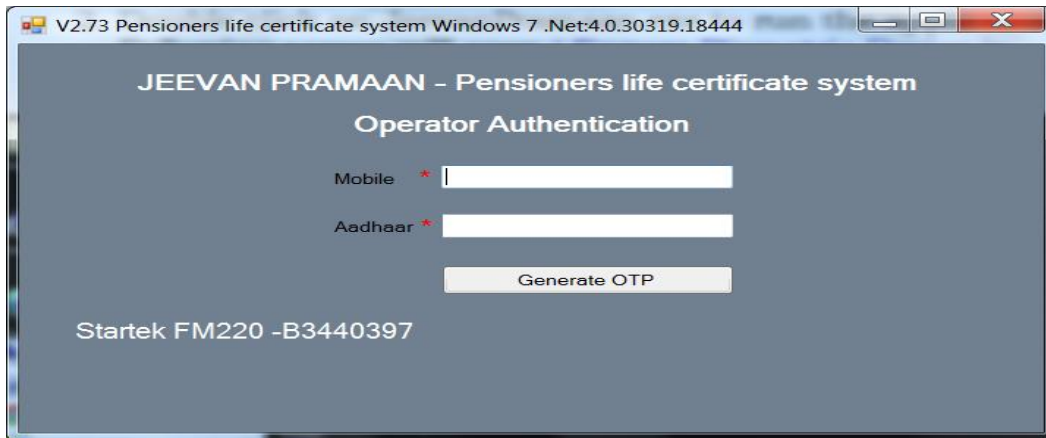 V2.73 Pensioners life certificate system Windows 7 .Net:4.0.30319.18444
JEEVAN PRAMAAN - Pensioners life certificate system
Operator Authentication
Mobile *
Aadhaar *
Generate OTP
Startek FM220 -B3440397